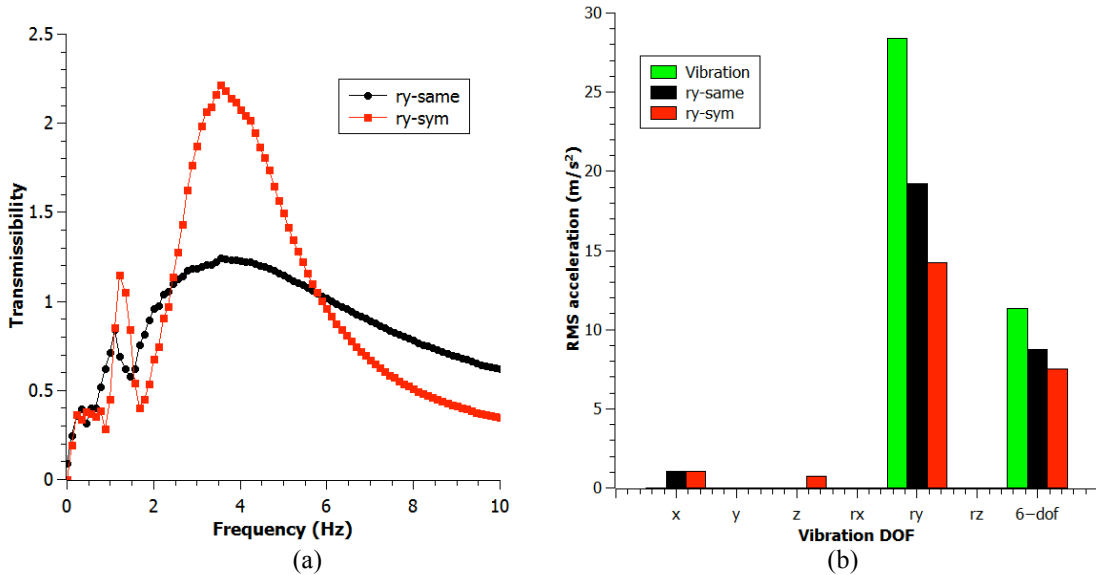 2.5
2
1.5
1
0.5
0
Transmissibility
ry-same
ry-sym
0 2 4 6 8 10
Frequency (Hz)
(a)
30
25
20
15
10
5
0
RMS acceleration (m/s²)
Vibration
ry-same
ry-sym
x y z rx ry rz 6−dof
Vibration DOF
(b)